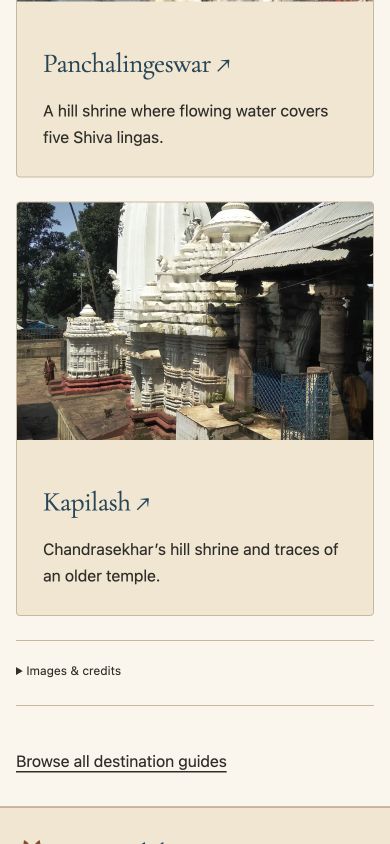 Panchalingeswar ↗
A hill shrine where flowing water covers
five Shiva lingas.
Kapilash ↗
Chandrasekhar’s hill shrine and traces of
an older temple.
▶ Images & credits
Browse all destination guides